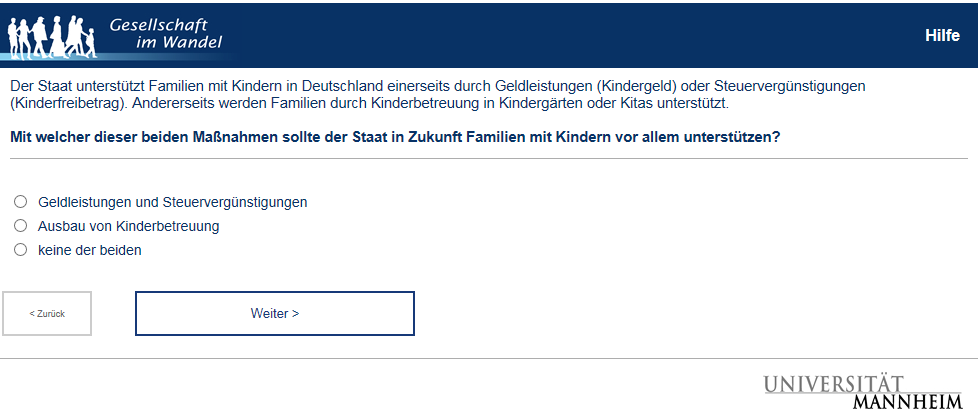 Gesellschaft
im Wandel
Hilfe
Der Staat unterstützt Familien mit Kindern in Deutschland einerseits durch Geldleistungen (Kindergeld) oder Steuervergünstigungen
(Kinderfreibetrag). Andererseits werden Familien durch Kinderbetreuung in Kindergärten oder Kitas unterstützt.
Mit welcher dieser beiden Maßnahmen sollte der Staat in Zukunft Familien mit Kindern vor allem unterstützen?
Geldleistungen und Steuervergünstigungen
Ausbau von Kinderbetreuung
keine der beiden
< Zurück
Weiter >
UNIVERSITÄT
MANNHEIM